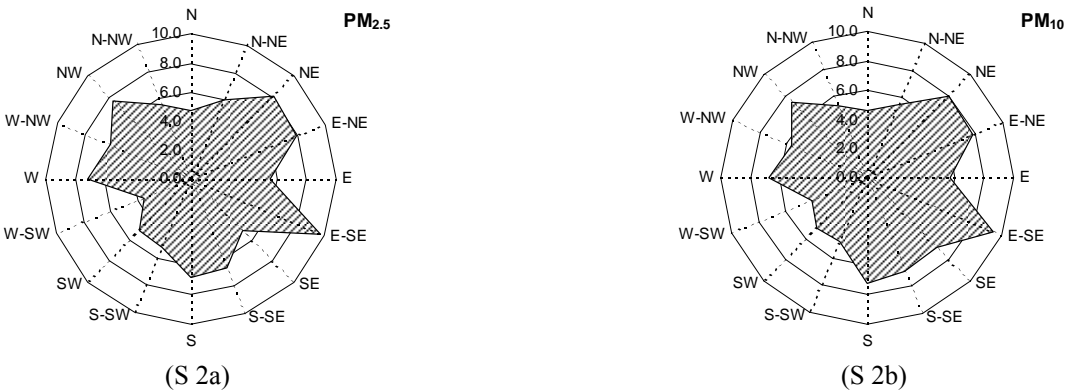 PM2.5
N
N-NE
NE
E-NE
E
E-SE
SE
S-SE
S
S-SW
SW
W-SW
W
W-NW
NW
N-NW
10.0
8.0
6.0
4.0
2.0
0.0
(S 2a)
PM10
N
N-NE
NE
E-NE
E
E-SE
SE
S-SE
S
S-SW
SW
W-SW
W
W-NW
NW
N-NW
10.0
8.0
6.0
4.0
2.0
0.0
(S 2b)